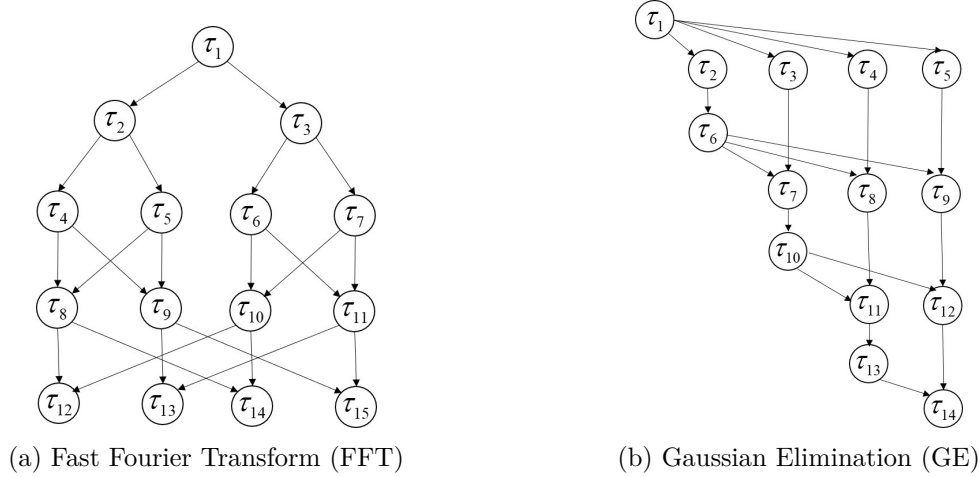 τ1
τ2 τ3
τ4 τ5 τ6 τ7
τ8 τ9 τ10 τ11
τ12 τ13 τ14 τ15
(a) Fast Fourier Transform (FFT)
τ1
τ2 τ3 τ4 τ5
τ6
τ7 τ8 τ9
τ10
τ11 τ12
τ13
τ14
(b) Gaussian Elimination (GE)